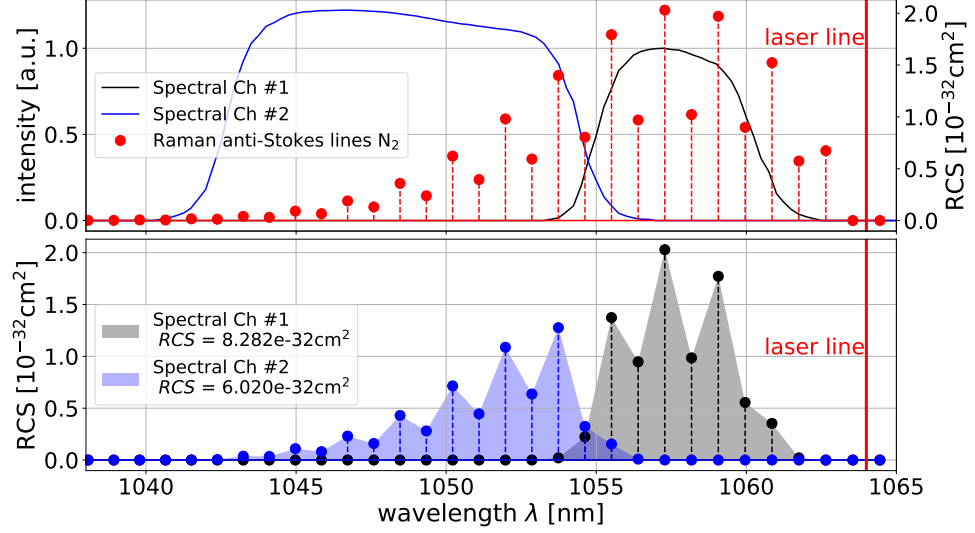 intensity [a.u.]
1.0
0.5
0.0
Spectral Ch #1
Spectral Ch #2
Raman anti-Stokes lines N₂
laser line
2.0
1.5
1.0
0.5
0.0
RCS [10⁻³²cm²]
RCS [10⁻³²cm²]
2.0
1.5
1.0
0.5
0.0
Spectral Ch #1
RCS = 8.282e-32cm²
Spectral Ch #2
RCS = 6.020e-32cm²
laser line
1040 1045 1050 1055 1060 1065
wavelength λ [nm]